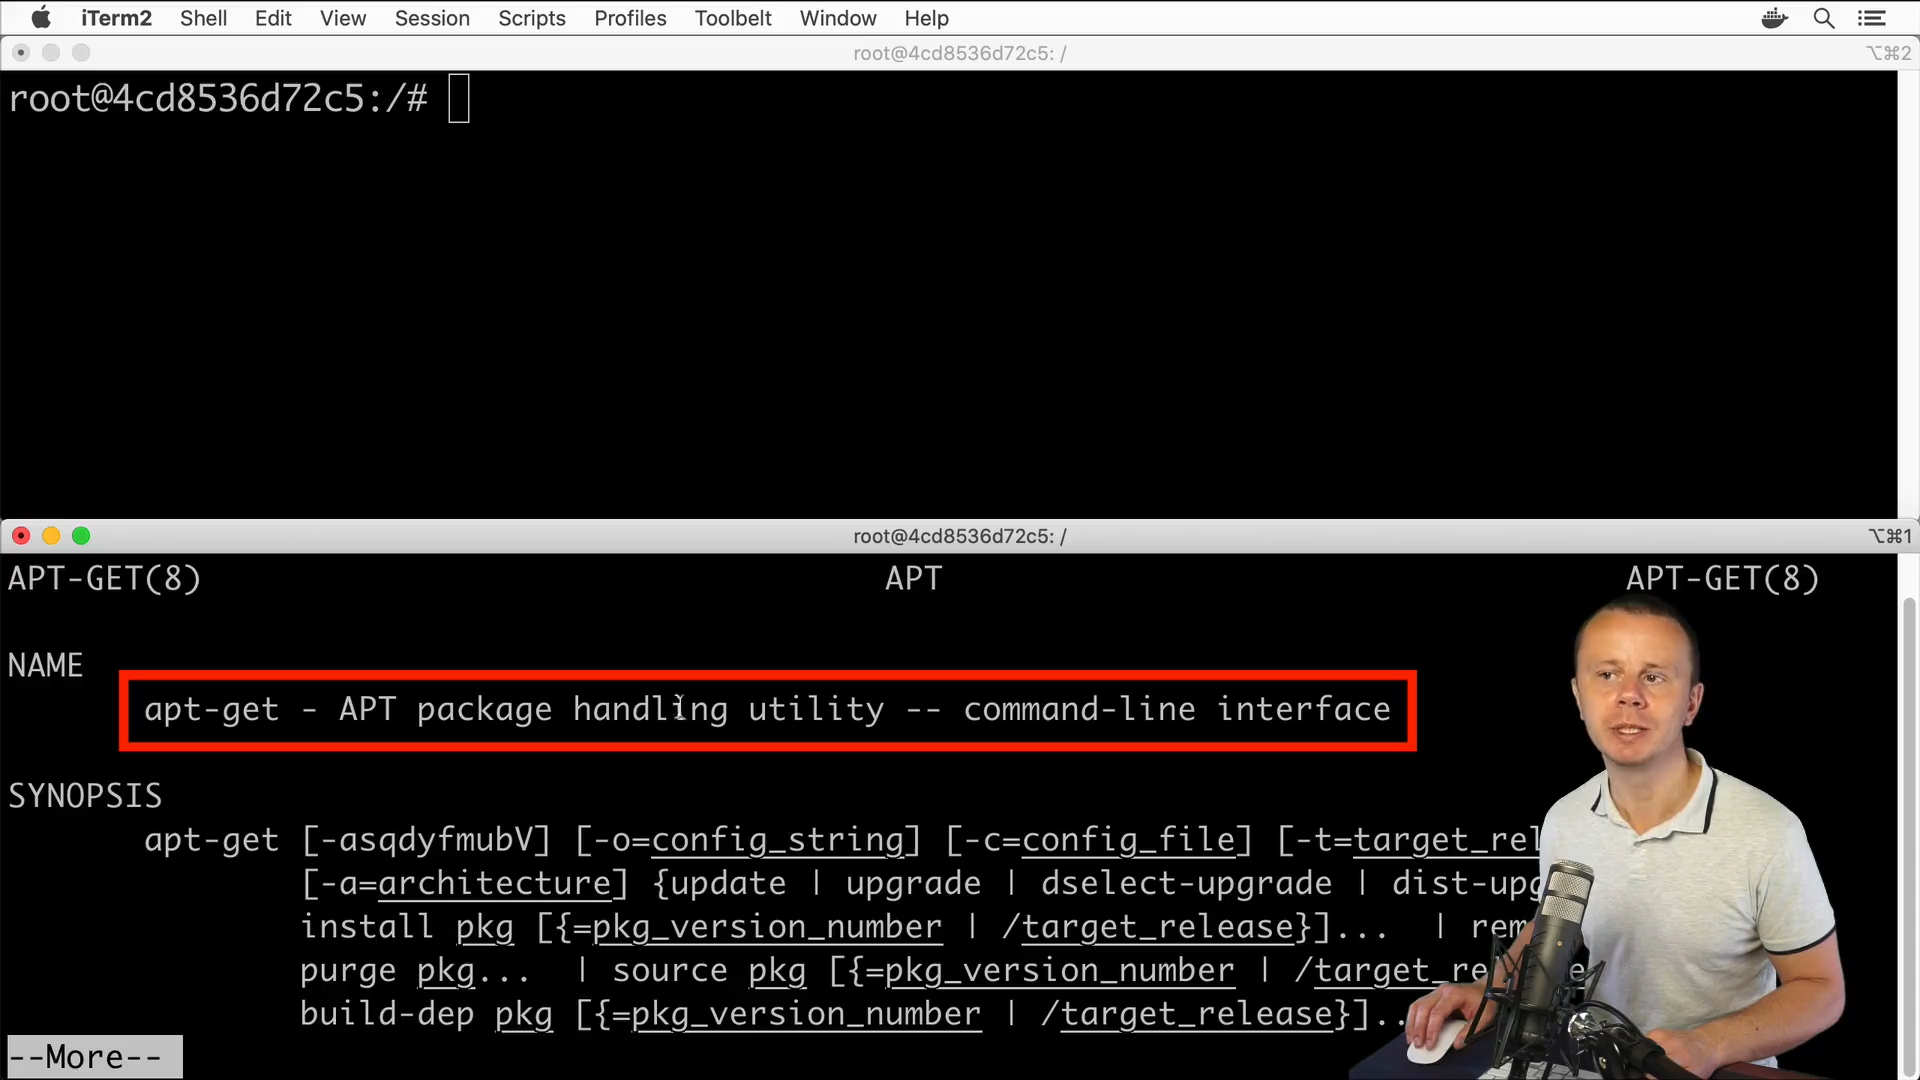 iTerm2 Shell Edit View Session Scripts Profiles Toolbelt Window Help
root@4cd8536d72c5: / ⌥⌘2
root@4cd8536d72c5:/#
root@4cd8536d72c5: / ⌥⌘1
APT-GET(8) APT APT-GET(8)
NAME
apt-get - APT package handling utility -- command-line interface
SYNOPSIS
apt-get [-asqdyfmubV] [-o=config_string] [-c=config_file] [-t=target_rel
[-a=architecture] {update | upgrade | dselect-upgrade | dist-upg
install pkg [{=pkg_version_number | /target_release}]... | rem
purge pkg... | source pkg [{=pkg_version_number | /target_re
build-dep pkg [{=pkg_version_number | /target_release}]..
--More--